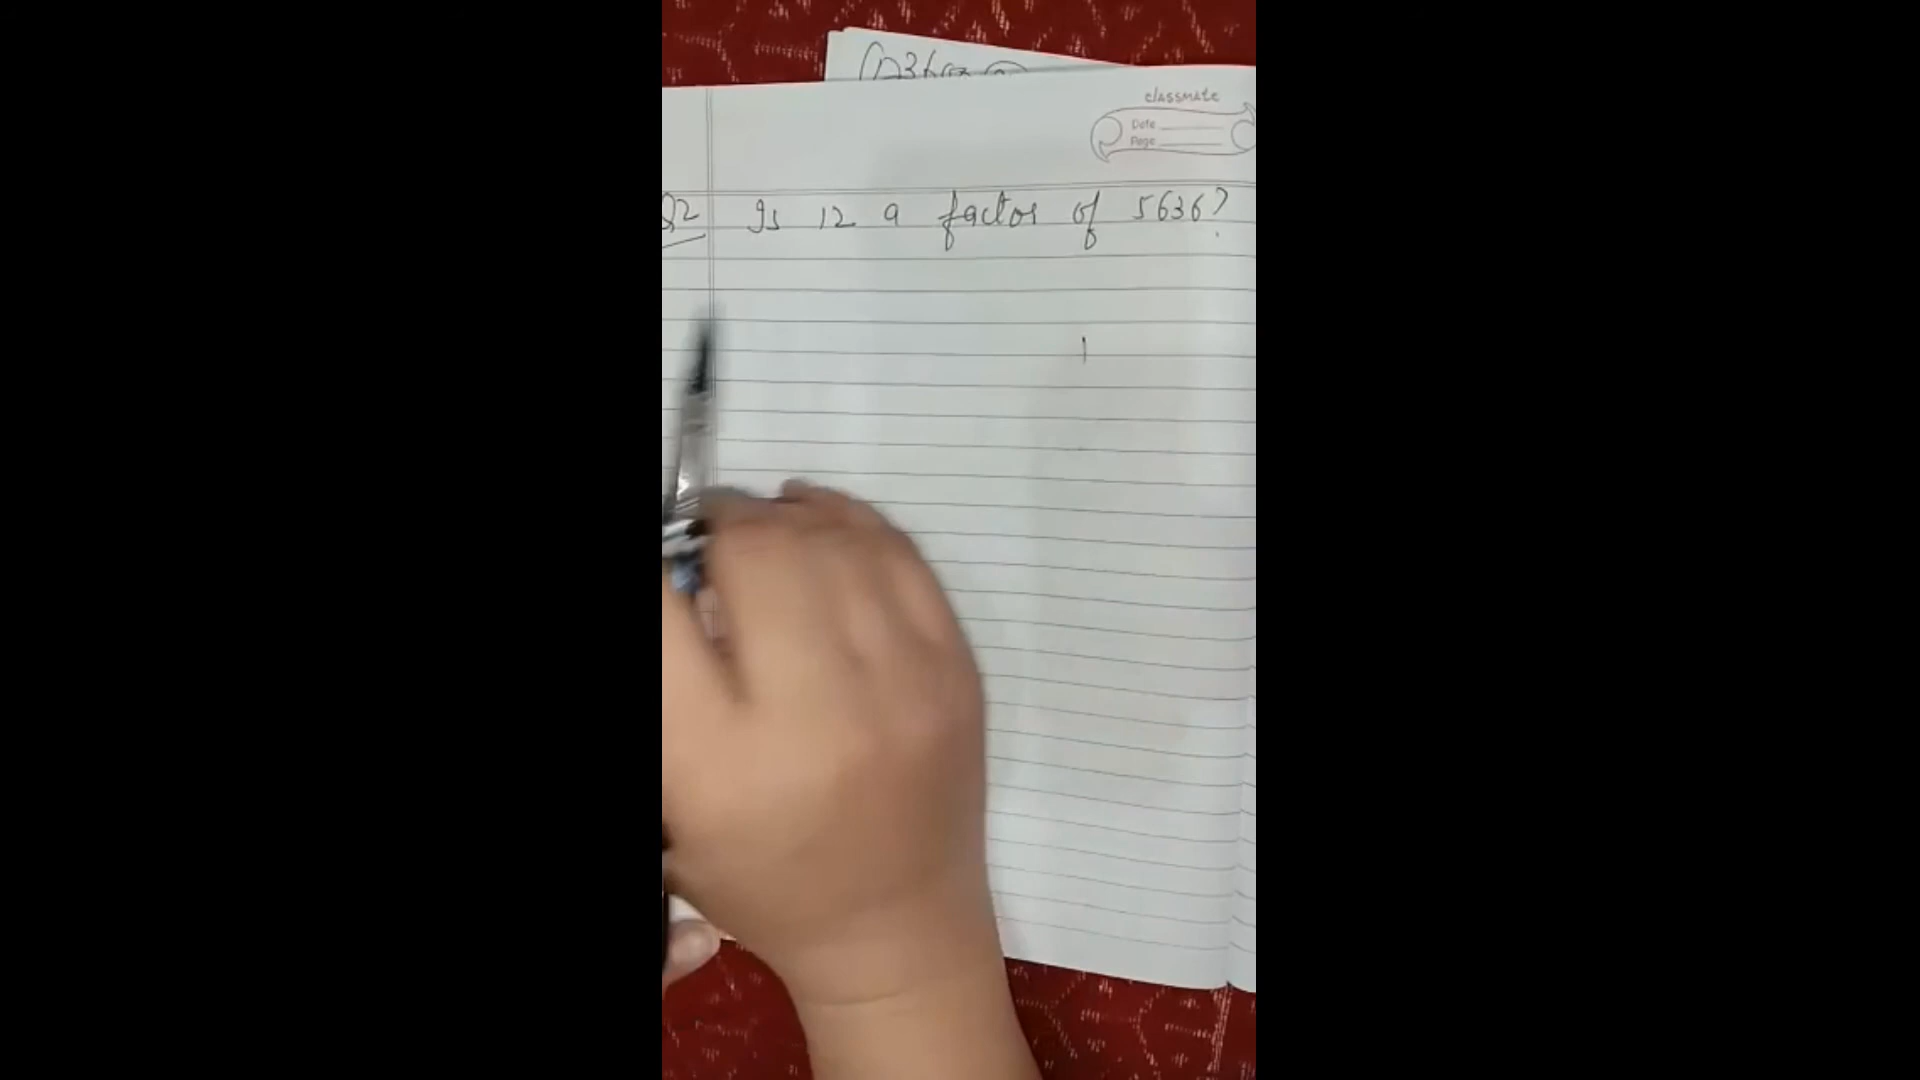 classmate
Date
Page
Q2 Is 12 a factor of 5636?